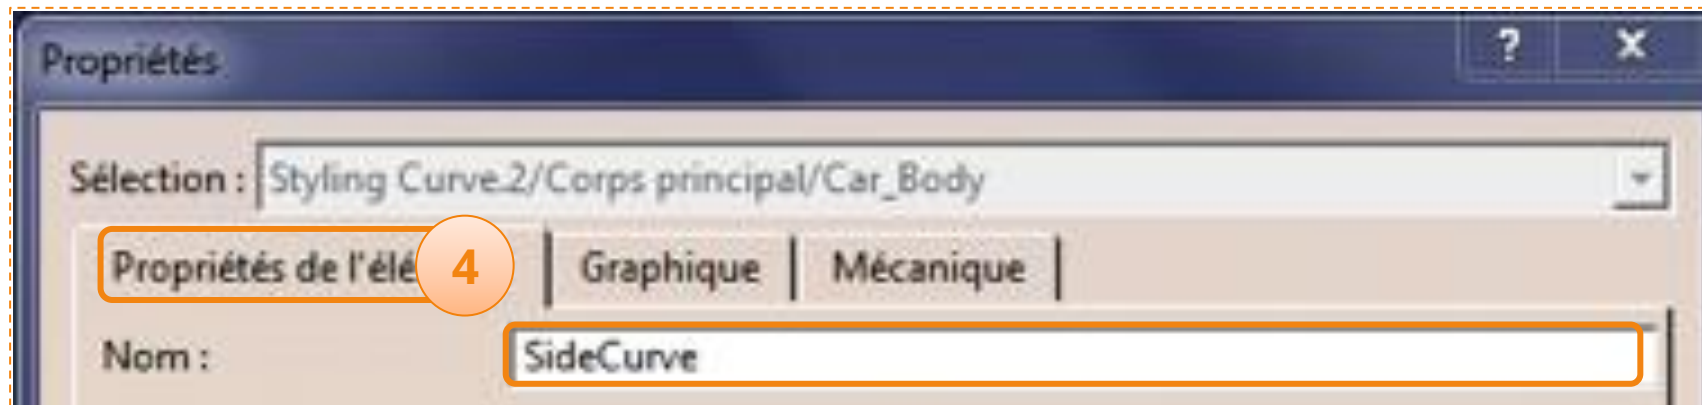 Propriétés ? x
Sélection : Styling Curve.2/Corps principal/Car_Body
Propriétés de l'élé 4 Graphique Mécanique
Nom : SideCurve